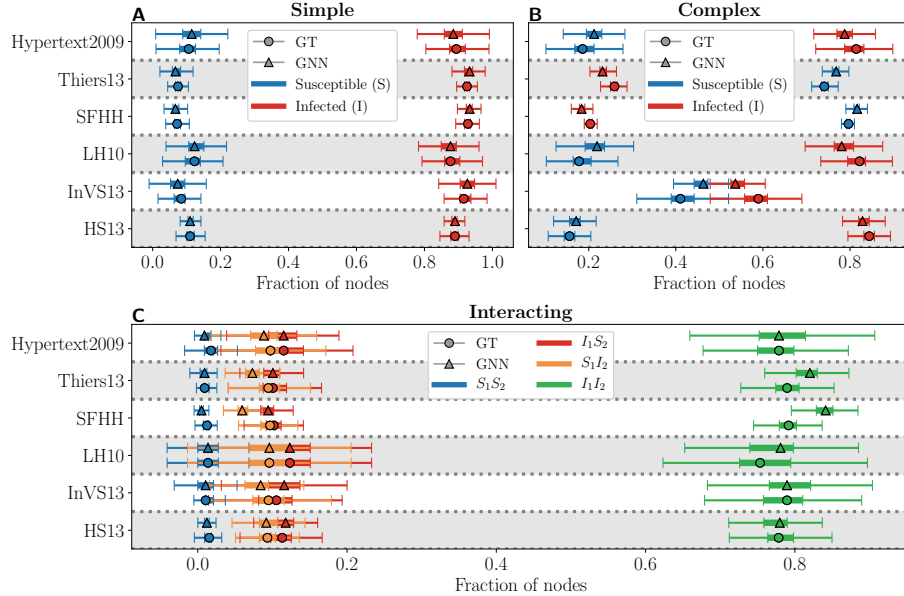 A
Simple
B
Complex
Hypertext2009
Thiers13
SFHH
LH10
InVS13
HS13
GT
GNN
Susceptible (S)
Infected (I)
GT
GNN
Susceptible (S)
Infected (I)
0.0 0.2 0.4 0.6 0.8 1.0
0.2 0.4 0.6 0.8
Fraction of nodes
Fraction of nodes
C
Interacting
Hypertext2009
Thiers13
SFHH
LH10
InVS13
HS13
GT
GNN
S₁S₂
I₁S₂
S₁I₂
I₁I₂
0.0 0.2 0.4 0.6 0.8
Fraction of nodes